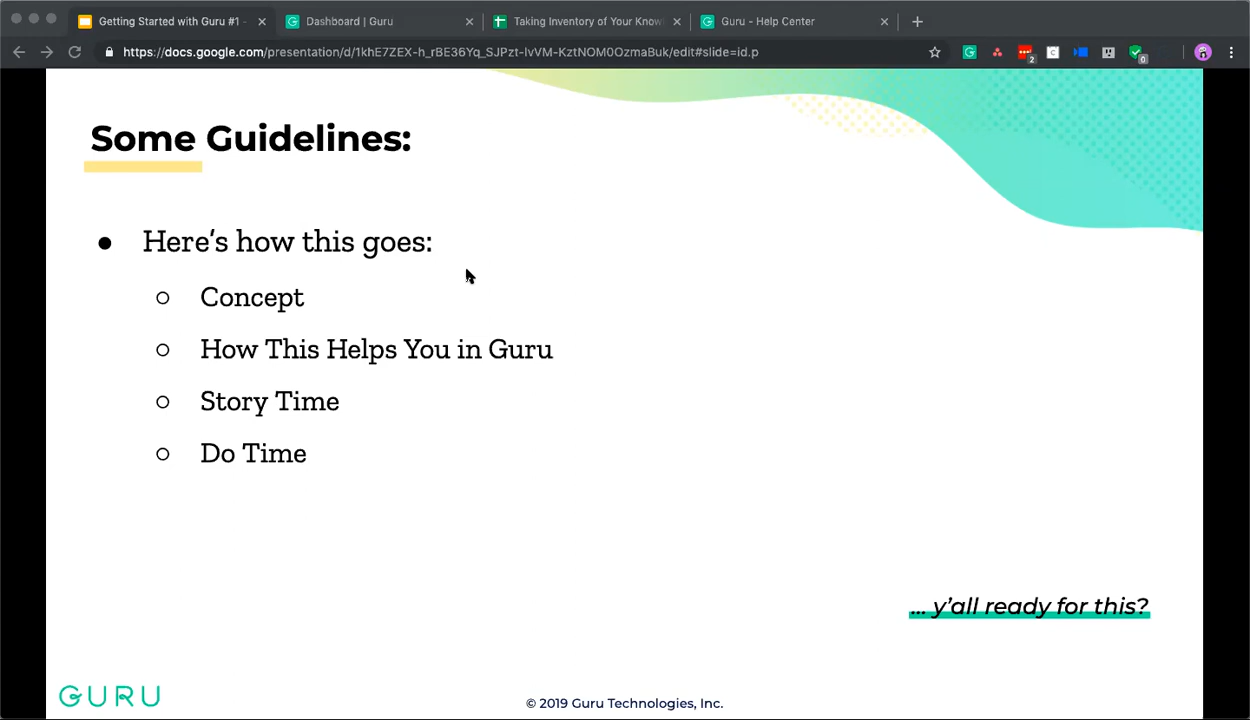 Getting Started with Guru #1 -
Dashboard | Guru
Taking Inventory of Your Know
Guru - Help Center
https://docs.google.com/presentation/d/1khE7ZEX-h_rBE36Yq_SJPzt-lvVM-KztNOM0OzmaBuk/edit#slide=id.p
2
0
Some Guidelines:
● Here's how this goes:
○ Concept
○ How This Helps You in Guru
○ Story Time
○ Do Time
... y'all ready for this?
GURU
© 2019 Guru Technologies, Inc.